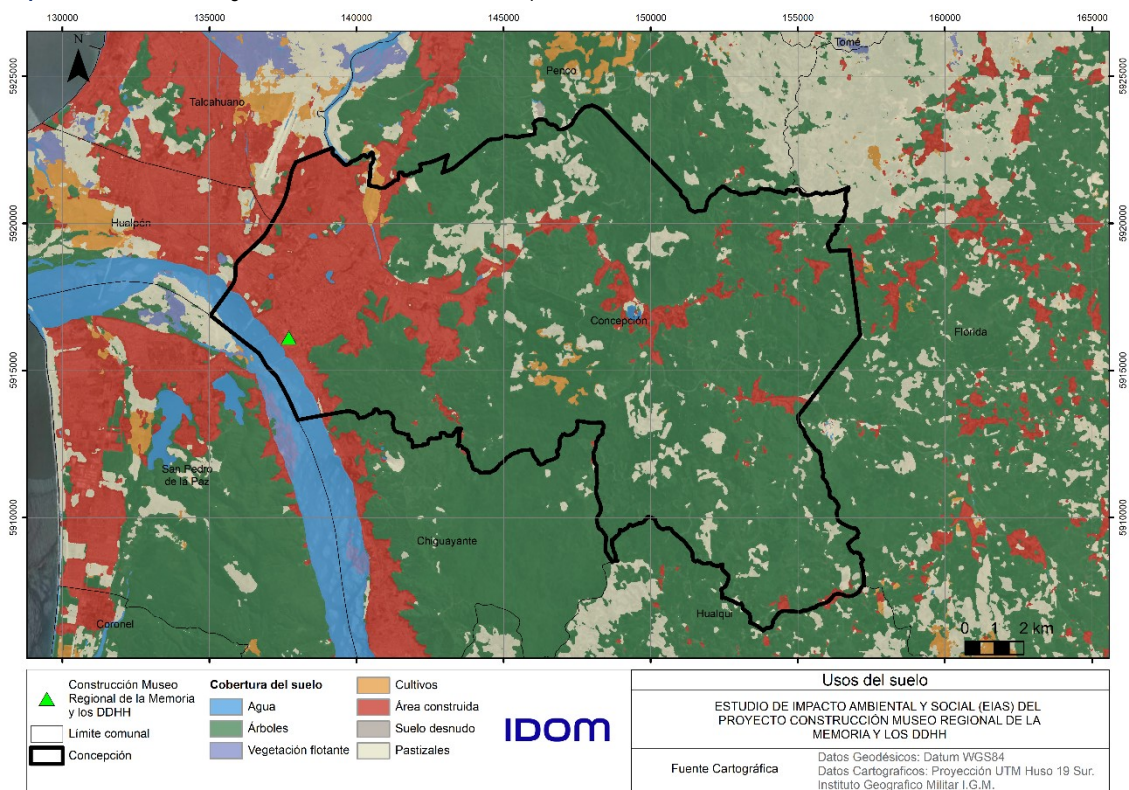 130000 135000 140000 145000 150000 155000 160000 165000
N
Tomé
Penco
5925000 5925000
Talcahuano
Hualpén
5920000 5920000
Concepción
Florida
5915000 5915000
San Pedro
de la Paz
5910000 5910000
Chiguayante
Hualqui
Coronel
0 1 2 km
Construcción Museo
Regional de la Memoria
y los DDHH
Límite comunal
Concepción
Cobertura del suelo
Agua
Árboles
Vegetación flotante
Cultivos
Área construida
Suelo desnudo
Pastizales
IDOM
Usos del suelo
ESTUDIO DE IMPACTO AMBIENTAL Y SOCIAL (EIAS) DEL
PROYECTO CONSTRUCCIÓN MUSEO REGIONAL DE LA
MEMORIA Y LOS DDHH
Fuente Cartográfica
Datos Geodésicos: Datum WGS84
Datos Cartograficos: Proyección UTM Huso 19 Sur.
Instituto Geografico Militar I.G.M.